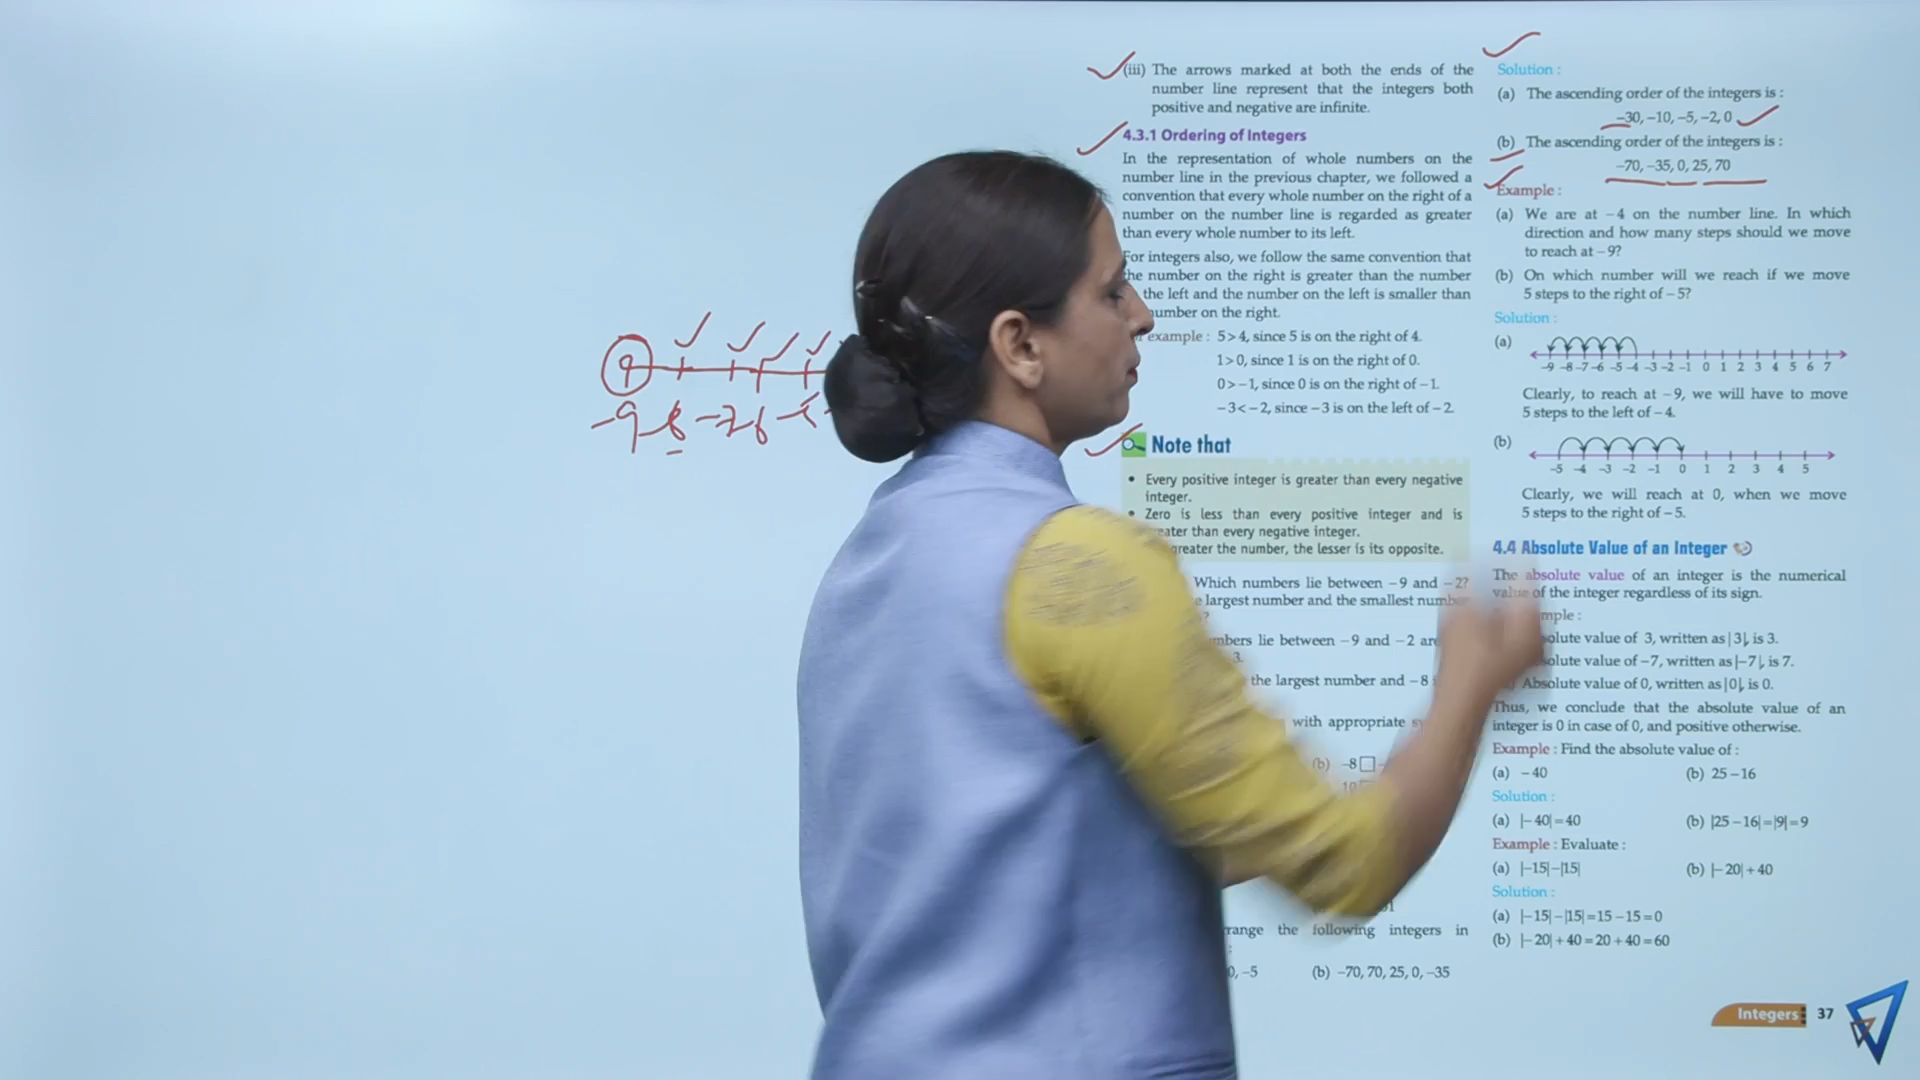 -9 -8 -7 6 -5
(iii) The arrows marked at both the ends of the
number line represent that the integers both
positive and negative are infinite.
4.3.1 Ordering of Integers
In the representation of whole numbers on the
number line in the previous chapter, we followed a
convention that every whole number on the right of a
number on the number line is regarded as greater
than every whole number to its left.
For integers also, we follow the same convention that
the number on the right is greater than the number
the left and the number on the left is smaller than
number on the right.
example : 5 > 4, since 5 is on the right of 4.
1 > 0, since 1 is on the right of 0.
0 > −1, since 0 is on the right of −1.
−3 < −2, since −3 is on the left of −2.
Note that
• Every positive integer is greater than every negative
integer.
• Zero is less than every positive integer and is
greater than every negative integer.
greater the number, the lesser is its opposite.
Which numbers lie between −9 and −2?
largest number and the smallest number
?
numbers lie between −9 and −2 are
3.
the largest number and −8
with appropriate
(b) −8 □
10
range the following integers in
:
0, −5 (b) −70, 70, 25, 0, −35
Solution :
(a) The ascending order of the integers is :
−30, −10, −5, −2, 0
(b) The ascending order of the integers is :
−70, −35, 0, 25, 70
Example :
(a) We are at −4 on the number line. In which
direction and how many steps should we move
to reach at −9?
(b) On which number will we reach if we move
5 steps to the right of −5?
Solution :
(a)
−9 −8 −7 −6 −5 −4 −3 −2 −1 0 1 2 3 4 5 6 7
Clearly, to reach at −9, we will have to move
5 steps to the left of −4.
(b)
−5 −4 −3 −2 −1 0 1 2 3 4 5
Clearly, we will reach at 0, when we move
5 steps to the right of −5.
4.4 Absolute Value of an Integer
The absolute value of an integer is the numerical
value of the integer regardless of its sign.
mple :
solute value of 3, written as |3|, is 3.
solute value of −7, written as |−7|, is 7.
Absolute value of 0, written as |0|, is 0.
Thus, we conclude that the absolute value of an
integer is 0 in case of 0, and positive otherwise.
Example : Find the absolute value of :
(a) −40 (b) 25 − 16
Solution :
(a) |−40| = 40 (b) |25 − 16| = |9| = 9
Example : Evaluate :
(a) |−15| − |15| (b) |−20| + 40
Solution :
(a) |−15| − |15| = 15 − 15 = 0
(b) |−20| + 40 = 20 + 40 = 60
Integers 37